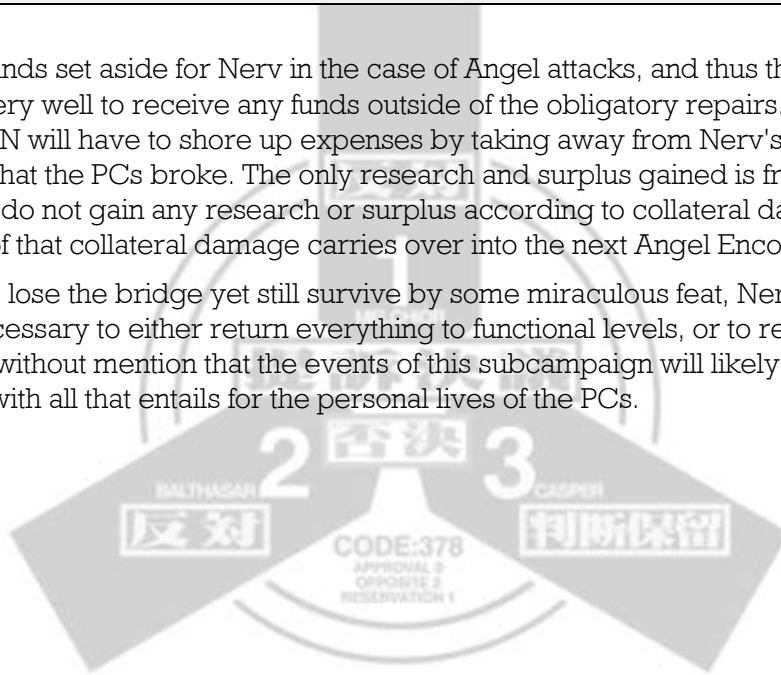 nds set aside for Nerv in the case of Angel attacks, and thus th
ery well to receive any funds outside of the obligatory repairs.
N will have to shore up expenses by taking away from Nerv's
hat the PCs broke. The only research and surplus gained is fr
do not gain any research or surplus according to collateral da
of that collateral damage carries over into the next Angel Enco
lose the bridge yet still survive by some miraculous feat, Ner
cessary to either return everything to functional levels, or to re
without mention that the events of this subcampaign will likely
with all that entails for the personal lives of the PCs.
1
提訴決議
否決
2
3
BALTHASAR
CASPER
反対
判断保留
CODE:378
APPROVAL 0
OPPOSITE 2
RESERVATION 1